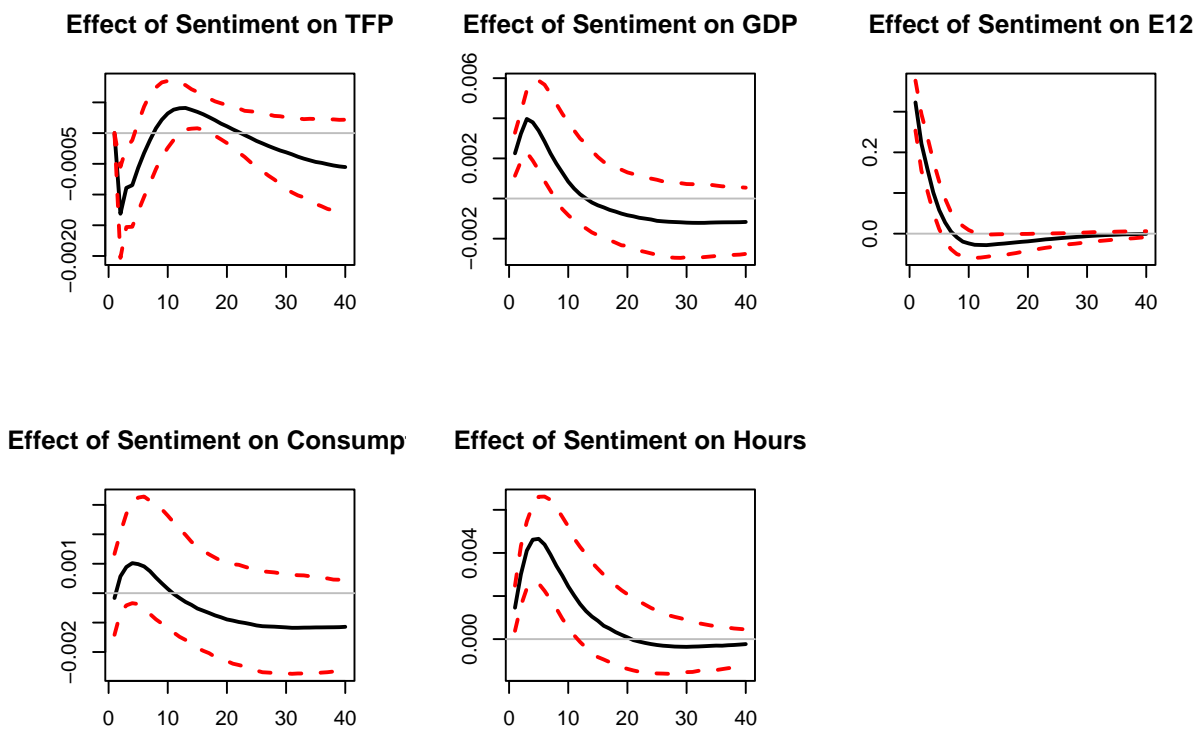 Effect of Sentiment on TFP
−0.0020 −0.0005
0 10 20 30 40
Effect of Sentiment on GDP
−0.002 0.002 0.006
0 10 20 30 40
Effect of Sentiment on E12
0.0 0.2
0 10 20 30 40
Effect of Sentiment on Consump
−0.002 0.001
0 10 20 30 40
Effect of Sentiment on Hours
0.000 0.004
0 10 20 30 40